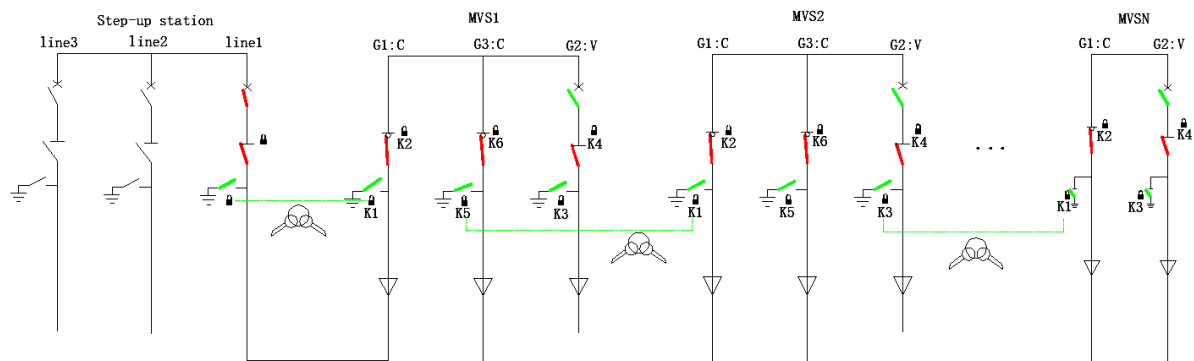 Step-up station
MVS1
MVS2
MVSN
line3
line2
line1
G1:C
G3:C
G2:V
G1:C
G3:C
G2:V
G1:C
G2:V
K2
K6
K4
K2
K6
K4
K2
K4
K1
K5
K3
K1
K5
K3
K1
K3